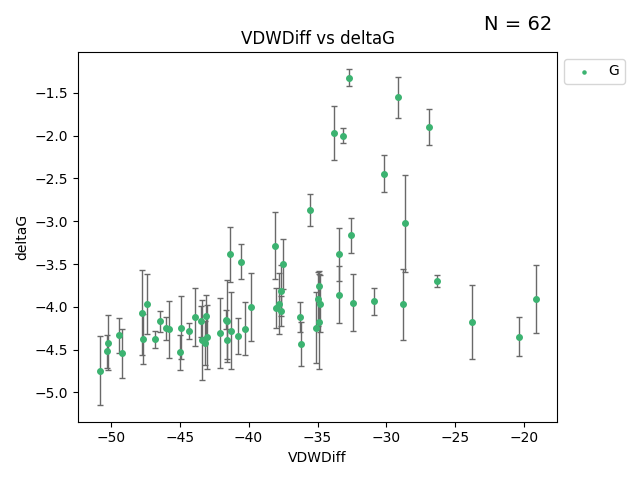 N = 62
VDWDiff vs deltaG
G
−1.5
−2.0
−2.5
−3.0
−3.5
−4.0
−4.5
−5.0
deltaG
−50 −45 −40 −35 −30 −25 −20
VDWDiff